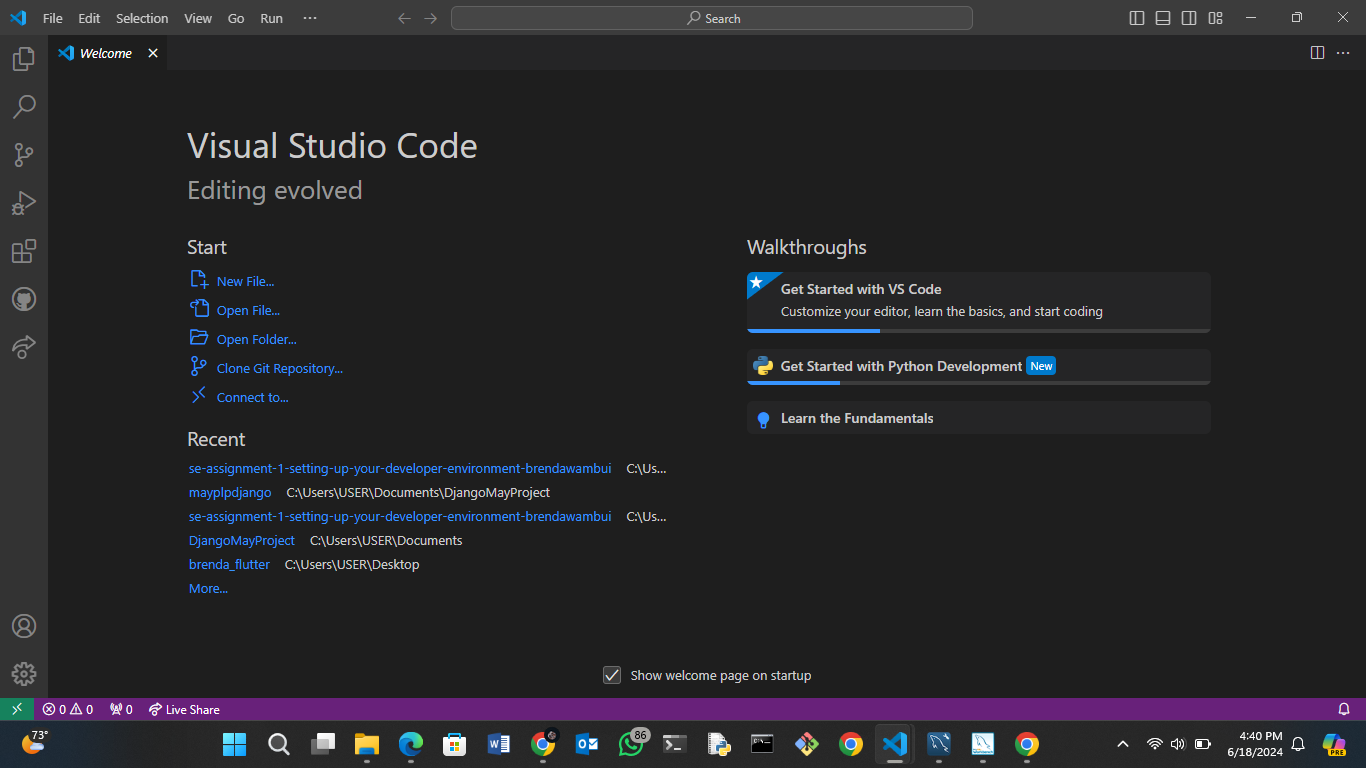 File Edit Selection View Go Run ···
Search
Welcome
Visual Studio Code
Editing evolved
Start
New File...
Open File...
Open Folder...
Clone Git Repository...
Connect to...
Recent
se-assignment-1-setting-up-your-developer-environment-brendawambui C:\Us...
mayplpdjango C:\Users\USER\Documents\DjangoMayProject
se-assignment-1-setting-up-your-developer-environment-brendawambui C:\Us...
DjangoMayProject C:\Users\USER\Documents
brenda_flutter C:\Users\USER\Desktop
More...
Walkthroughs
Get Started with VS Code
Customize your editor, learn the basics, and start coding
Get Started with Python Development New
Learn the Fundamentals
Show welcome page on startup
0 0 0 Live Share
73°
86
4:40 PM
6/18/2024
PRE